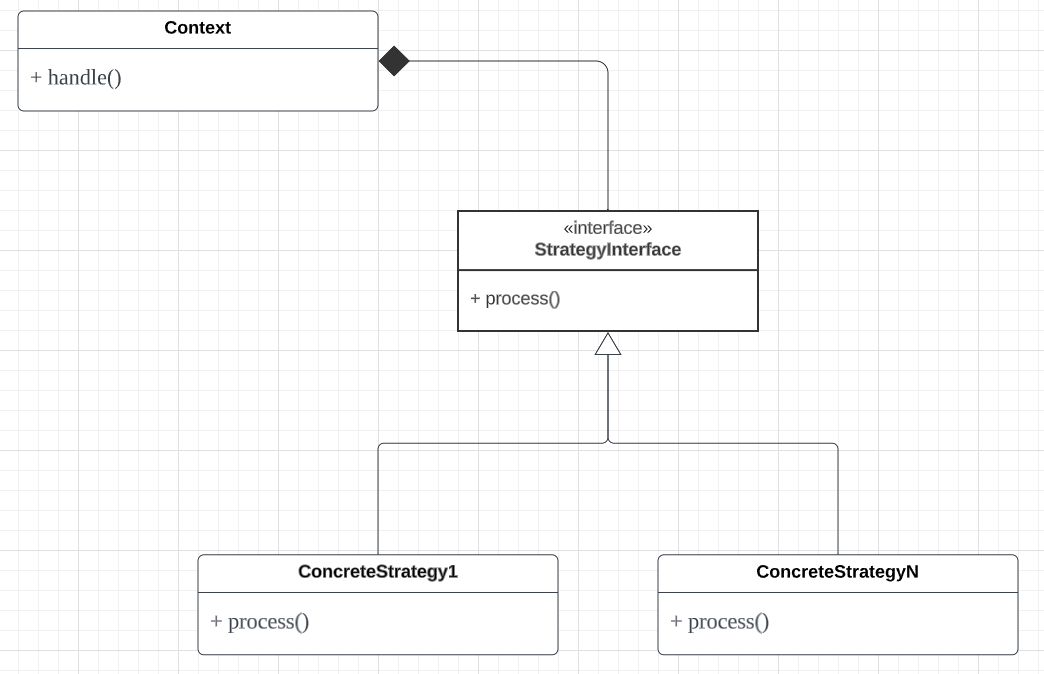 Context
+ handle()
«interface»
StrategyInterface
+ process()
ConcreteStrategy1
+ process()
ConcreteStrategyN
+ process()